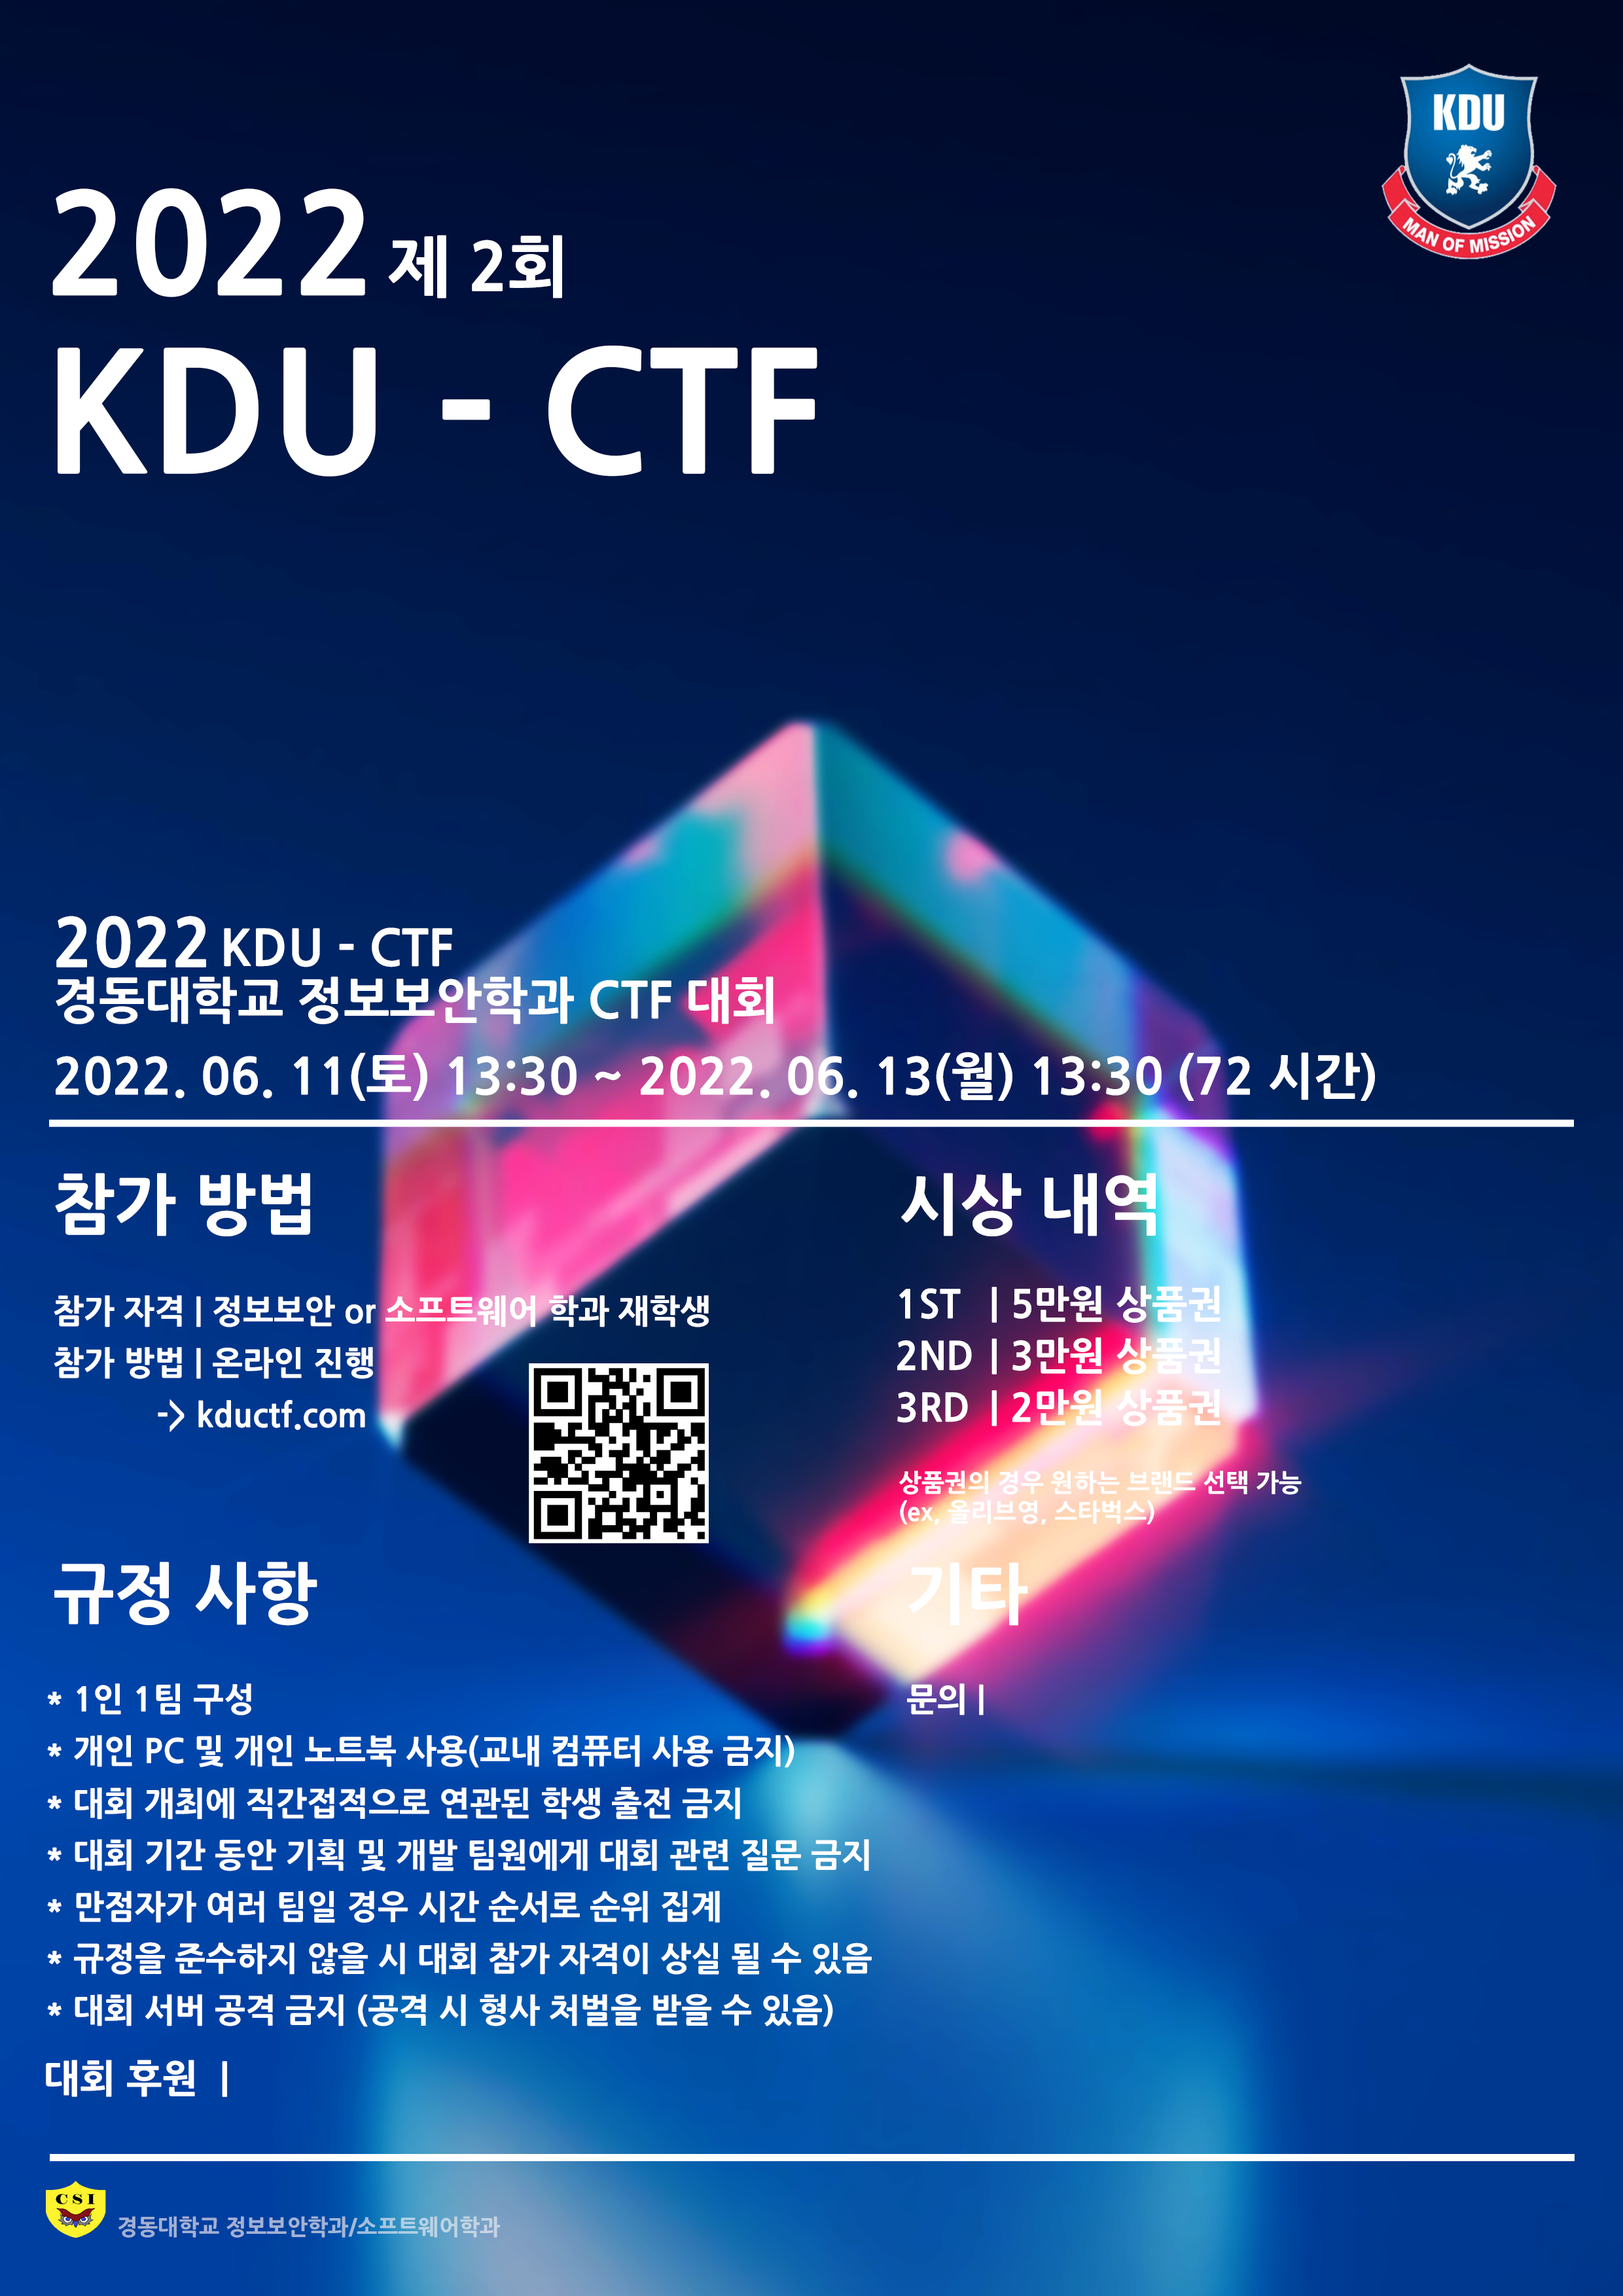 KDU
MAN OF MISSION
2022 제 2회
KDU - CTF
2022 KDU - CTF
경동대학교 정보보안학과 CTF 대회
2022. 06. 11(토) 13:30 ~ 2022. 06. 13(월) 13:30 (72 시간)
참가 방법
참가 자격 | 정보보안 or 소프트웨어 학과 재학생
참가 방법 | 온라인 진행
-> kductf.com
시상 내역
1ST | 5만원 상품권
2ND | 3만원 상품권
3RD | 2만원 상품권
상품권의 경우 원하는 브랜드 선택 가능
(ex, 올리브영, 스타벅스)
규정 사항
* 1인 1팀 구성
* 개인 PC 및 개인 노트북 사용(교내 컴퓨터 사용 금지)
* 대회 개최에 직간접적으로 연관된 학생 출전 금지
* 대회 기간 동안 기획 및 개발 팀원에게 대회 관련 질문 금지
* 만점자가 여러 팀일 경우 시간 순서로 순위 집계
* 규정을 준수하지 않을 시 대회 참가 자격이 상실 될 수 있음
* 대회 서버 공격 금지 (공격 시 형사 처벌을 받을 수 있음)
기타
문의 |
대회 후원 |
CSI
경동대학교 정보보안학과/소프트웨어학과